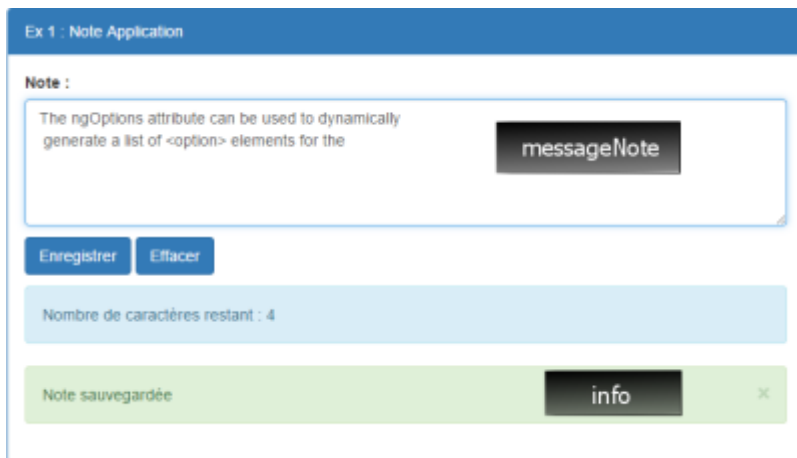 Ex 1 : Note Application
Note :
The ngOptions attribute can be used to dynamically
generate a list of <option> elements for the
messageNote
Enregistrer Effacer
Nombre de caractères restant : 4
Note sauvegardée info ×